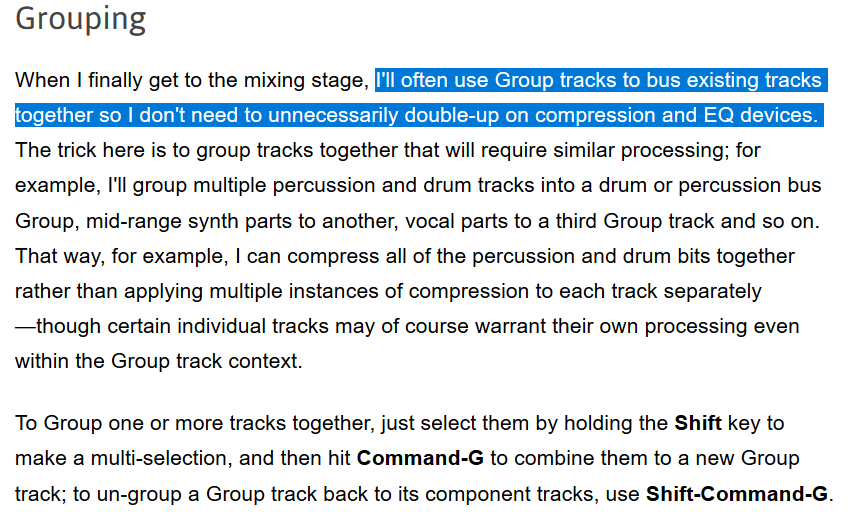 Grouping
When I finally get to the mixing stage, I'll often use Group tracks to bus existing tracks
together so I don't need to unnecessarily double-up on compression and EQ devices.
The trick here is to group tracks together that will require similar processing; for
example, I'll group multiple percussion and drum tracks into a drum or percussion bus
Group, mid-range synth parts to another, vocal parts to a third Group track and so on.
That way, for example, I can compress all of the percussion and drum bits together
rather than applying multiple instances of compression to each track separately
—though certain individual tracks may of course warrant their own processing even
within the Group track context.
To Group one or more tracks together, just select them by holding the Shift key to
make a multi-selection, and then hit Command-G to combine them to a new Group
track; to un-group a Group track back to its component tracks, use Shift-Command-G.